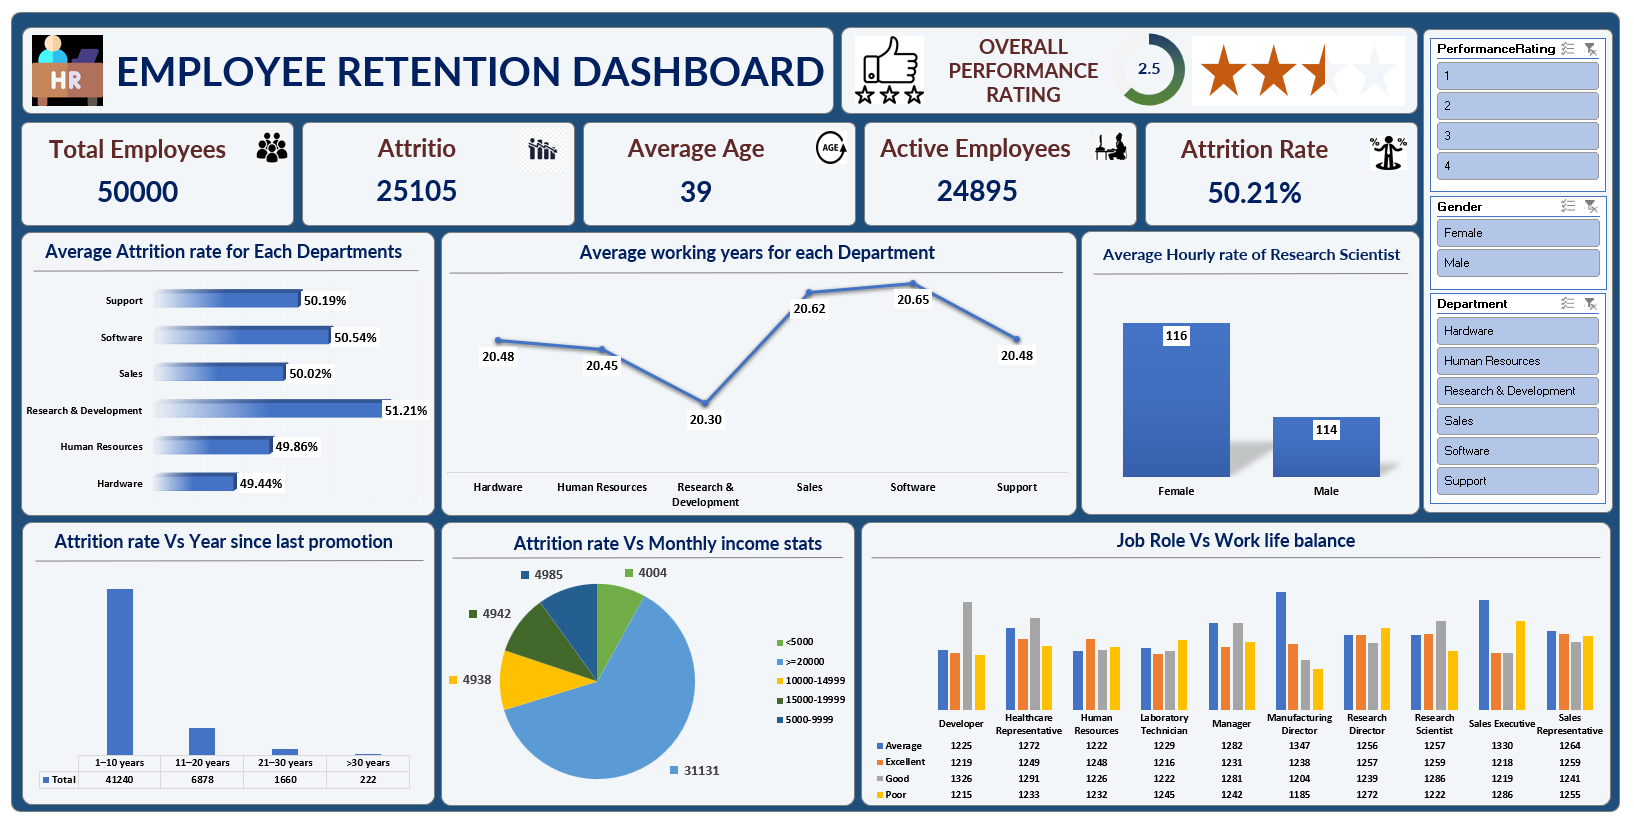 HR
EMPLOYEE RETENTION DASHBOARD
OVERALL
PERFORMANCE
RATING
2.5
PerformanceRating
1
2
3
4
Gender
Female
Male
Department
Hardware
Human Resources
Research & Development
Sales
Software
Support
Total Employees
50000
Attritio
25105
Average Age
AGE
39
Active Employees
24895
Attrition Rate
% %
50.21%
Average Attrition rate for Each Departments
Support 50.19%
Software 50.54%
Sales 50.02%
Research & Development 51.21%
Human Resources 49.86%
Hardware 49.44%
Average working years for each Department
20.48
20.45
20.30
20.62
20.65
20.48
Hardware Human Resources Research & Sales Software Support
Development
Average Hourly rate of Research Scientist
116
114
Female Male
Attrition rate Vs Year since last promotion
1–10 years 11–20 years 21–30 years >30 years
Total 41240 6878 1660 222
Attrition rate Vs Monthly income stats
4985
4004
4942
4938
31131
<5000
>=20000
10000-14999
15000-19999
5000-9999
Job Role Vs Work life balance
Developer Healthcare Human Laboratory Manager Manufacturing Research Research Sales Executive Sales
Representative Resources Technician Director Director Scientist Representative
Average 1225 1272 1222 1229 1282 1347 1256 1257 1330 1264
Excellent 1219 1249 1248 1216 1231 1238 1257 1259 1218 1259
Good 1326 1291 1226 1222 1281 1204 1239 1286 1219 1241
Poor 1215 1233 1232 1245 1242 1185 1272 1222 1286 1255